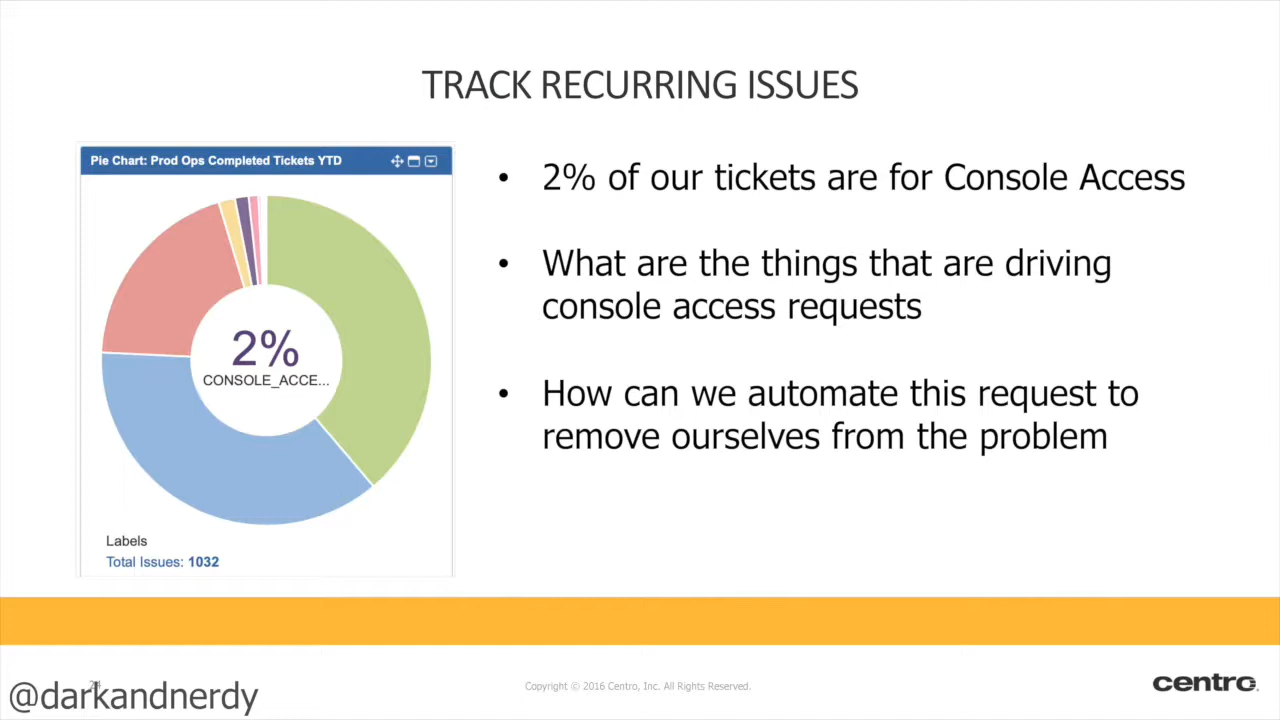 TRACK RECURRING ISSUES
Pie Chart: Prod Ops Completed Tickets YTD
2%
CONSOLE_ACCE...
Labels
Total Issues: 1032
• 2% of our tickets are for Console Access
• What are the things that are driving
console access requests
• How can we automate this request to
remove ourselves from the problem
@darkandnerdy
Copyright © 2016 Centro, Inc. All Rights Reserved.
centro